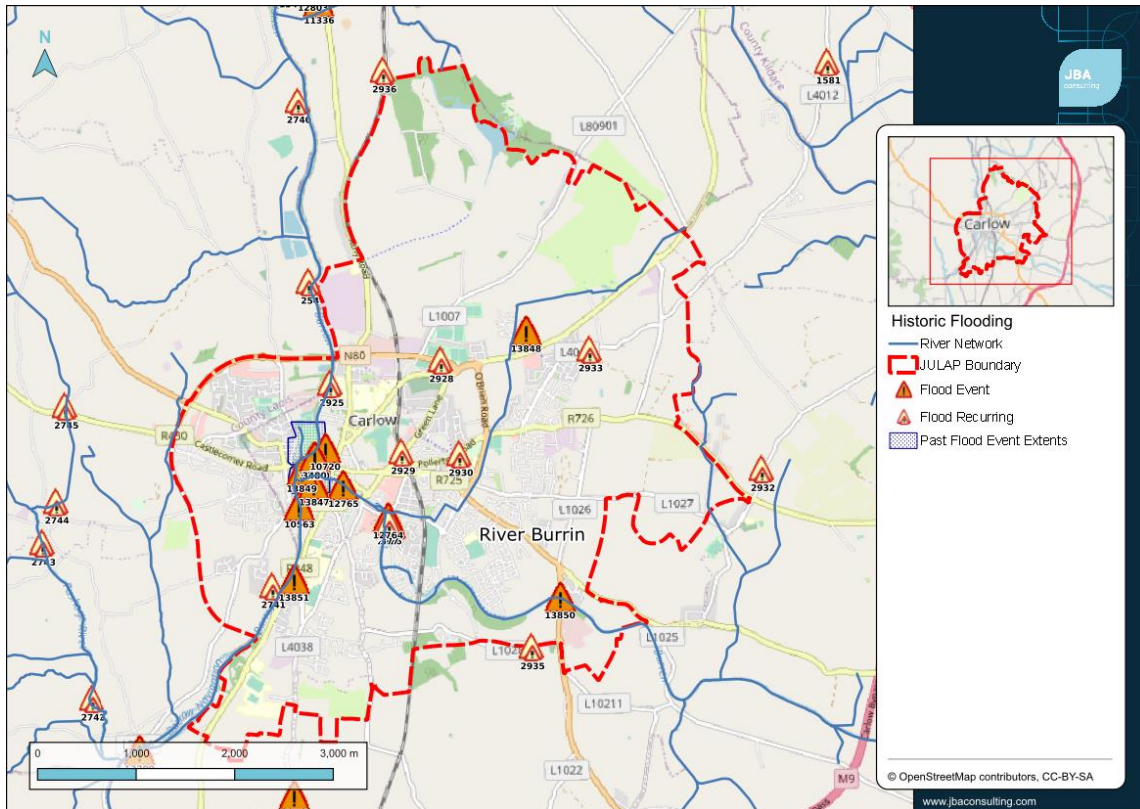 12803
11336
N
County Kildare
1581
L4012
JBA
consulting
2936
2740
L80901
Carlow
254
Historic Flooding
River Network
JULAP Boundary
Flood Event
Flood Recurring
Past Flood Event Extents
L1007
13848
N80
2928
2933
2925
O'Brien Road
Green Lane
County Laois
Carlow
R726
2745
R430
Castlecomer Road
10720
2929
2930
R725
2932
13849
13847
12765
L1026
L1027
2744
10563
12764
River Burrin
13851
2741
13850
L4038
L1025
2935
L10211
2742
0 1,000 2,000 3,000 m
L1022
M9
© OpenStreetMap contributors, CC-BY-SA
www.jbaconsulting.com